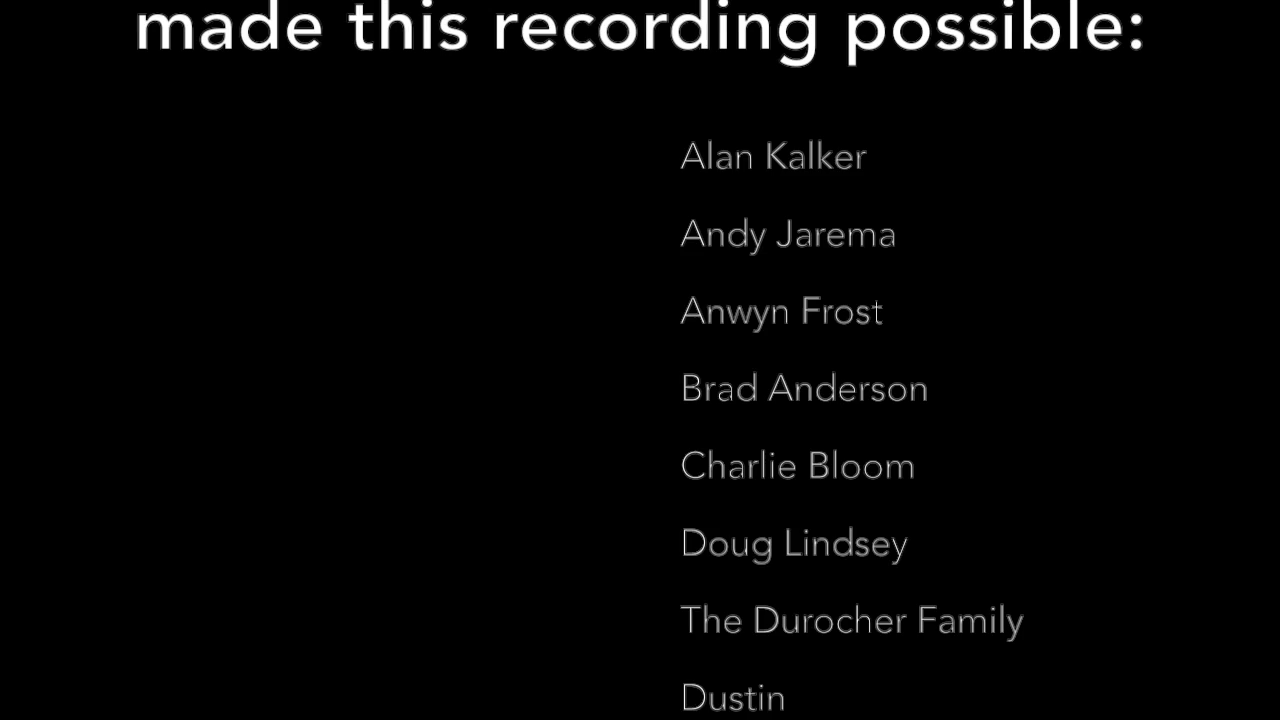 made this recording possible:
Alan Kalker
Andy Jarema
Anwyn Frost
Brad Anderson
Charlie Bloom
Doug Lindsey
The Durocher Family
Dustin